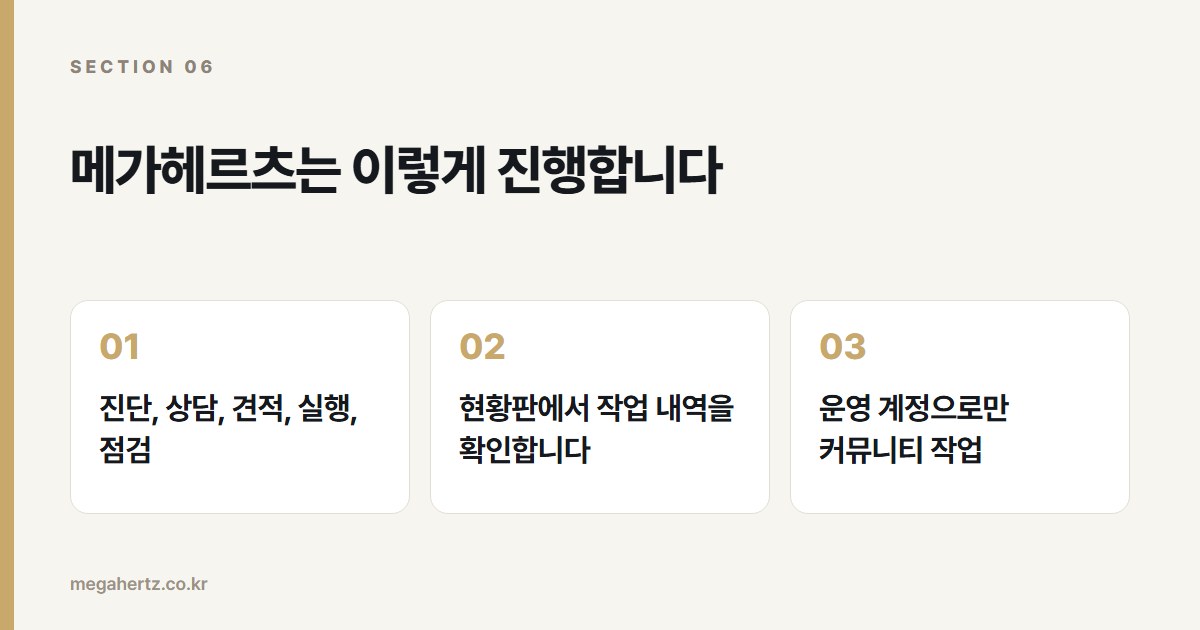 SECTION 06
메가헤르츠는 이렇게 진행합니다
01
진단, 상담, 견적, 실행,
점검
02
현황판에서 작업 내역을
확인합니다
03
운영 계정으로만
커뮤니티 작업
megahertz.co.kr